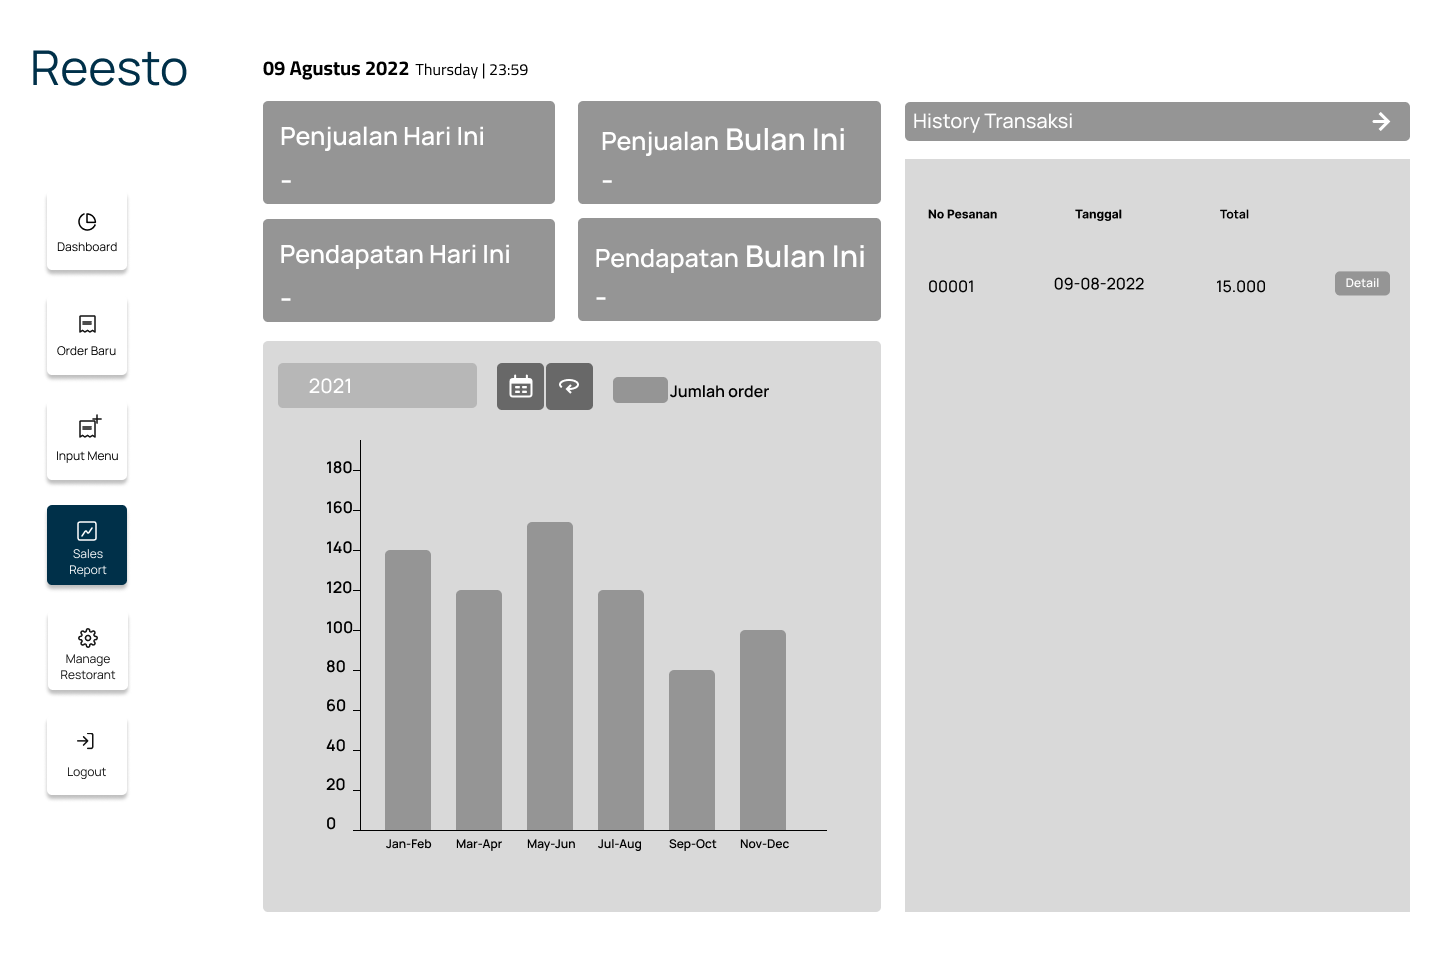 Reesto
Dashboard
Order Baru
Input Menu
Sales
Report
Manage
Restorant
Logout
09 Agustus 2022 Thursday | 23:59
Penjualan Hari Ini
-
Penjualan Bulan Ini
-
Pendapatan Hari Ini
-
Pendapatan Bulan Ini
-
2021
Jumlah order
180
160
140
120
100
80
60
40
20
0
Jan-Feb Mar-Apr May-Jun Jul-Aug Sep-Oct Nov-Dec
History Transaksi
No Pesanan Tanggal Total
00001 09-08-2022 15.000 Detail